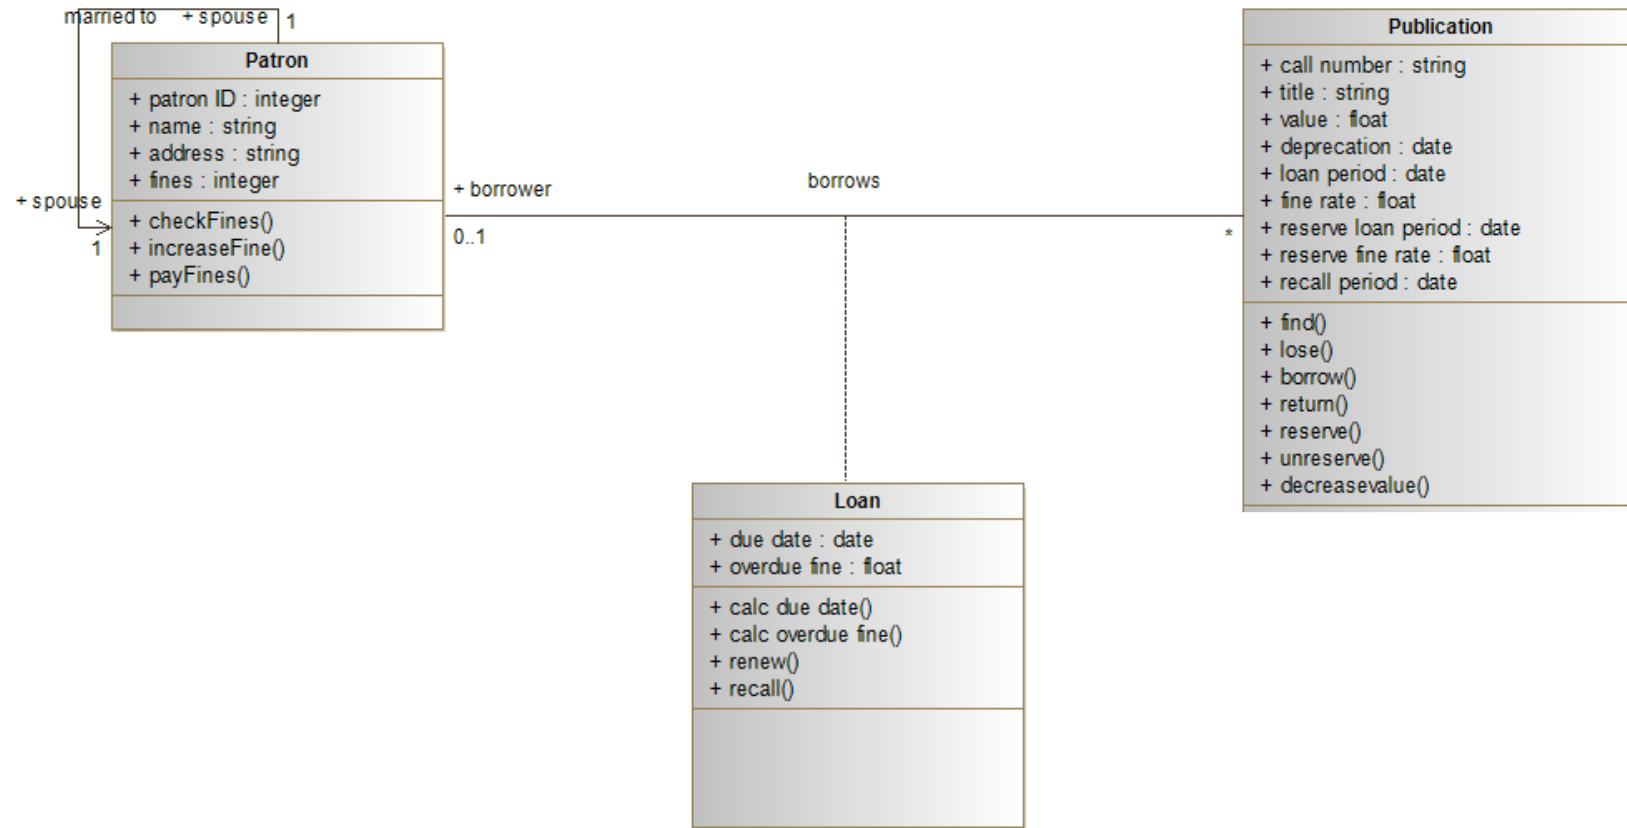 married to + spouse 1
Patron
+ patron ID : integer
+ name : string
+ address : string
+ fines : integer
+ checkFines()
+ increaseFine()
+ payFines()
+ spouse
1
+ borrower
0..1
borrows
*
Publication
+ call number : string
+ title : string
+ value : float
+ deprecation : date
+ loan period : date
+ fine rate : float
+ reserve loan period : date
+ reserve fine rate : float
+ recall period : date
+ find()
+ lose()
+ borrow()
+ return()
+ reserve()
+ unreserve()
+ decreasevalue()
Loan
+ due date : date
+ overdue fine : float
+ calc due date()
+ calc overdue fine()
+ renew()
+ recall()